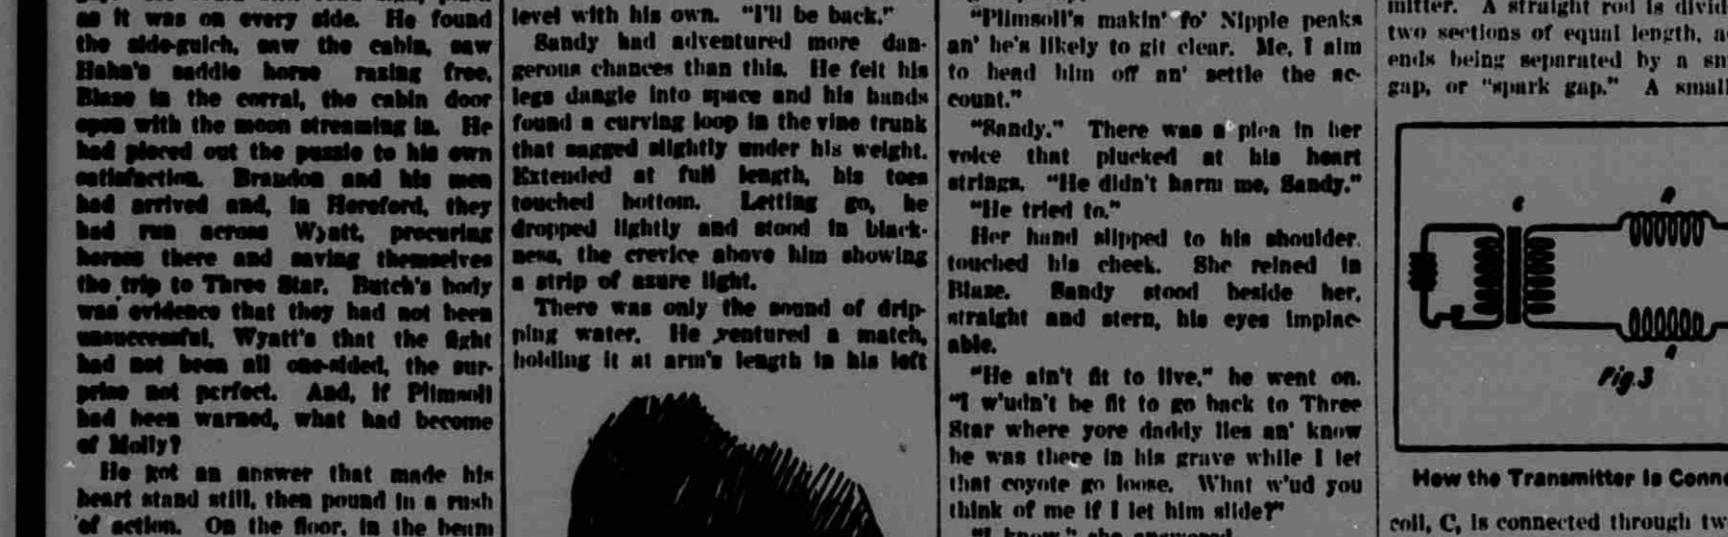 as it was on every side. He found
the side-gulch, saw the cabin, saw
Hahn's saddle horse razing free,
Blaze in the corral, the cabin door
open with the moon streaming in. He
had pieced out the puzzle to his own
satisfaction. Brandon and his men
had arrived and, in Hereford, they
had run across Wyatt, procuring
horses there and saving themselves
the trip to Three Star. Butch's body
was evidence that they had not been
unsuccessful, Wyatt's that the fight
had not been all one-sided, the sur-
prise not perfect. And, if Plimsoll
had been warned, what had become
of Molly?
He got an answer that made his
heart stand still, then pound in a rush
of action. On the floor, in the beam
level with his own. "I'll be back."
Sandy had adventured more dan-
gerous chances than this. He felt his
legs dangle into space and his hands
found a curving loop in the vine trunk
that sagged slightly under his weight.
Extended at full length, his toes
touched bottom. Letting go, he
dropped lightly and stood in black-
ness, the crevice above him showing
a strip of azure light.
There was only the sound of drip-
ping water. He ventured a match,
holding it at arm's length in his left
"Plimsoll's makin' fo' Nipple peaks
an' he's likely to git clear. Me, I aim
to head him off an' settle the ac-
count."
"Sandy." There was a plea in her
voice that plucked at his heart
strings. "He didn't harm me, Sandy."
"He tried to."
Her hand slipped to his shoulder,
touched his cheek. She reined in
Blaze. Sandy stood beside her,
straight and stern, his eyes implac-
able.
"He ain't fit to live," he went on.
"I w'udn't be fit to go back to Three
Star where yore daddy lies an' know
he was there in his grave while I let
that coyote go loose. What w'ud you
think of me if I let him slide?"
"I know," she answered.
mitter. A straight rod is divid
two sections of equal length, a
ends being separated by a sm
gap, or "spark gap." A small
Fig.3
How the Transmitter Is Conne
coil, C, is connected through tw